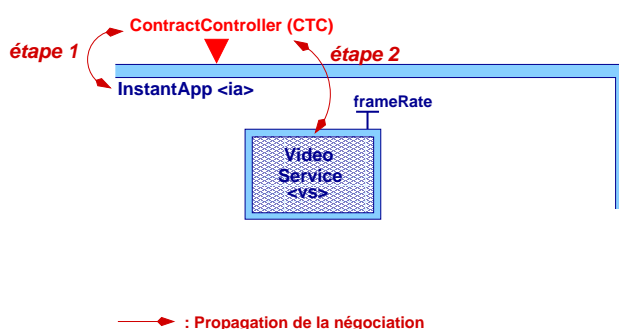 ContractController (CTC)
étape 1
étape 2
InstantApp <ia>
frameRate
Video
Service
<vs>
: Propagation de la négociation